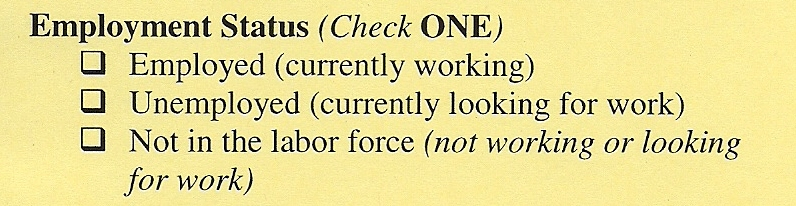 Employment Status (Check ONE)
Employed (currently working)
Unemployed (currently looking for work)
Not in the labor force (not working or looking
for work)